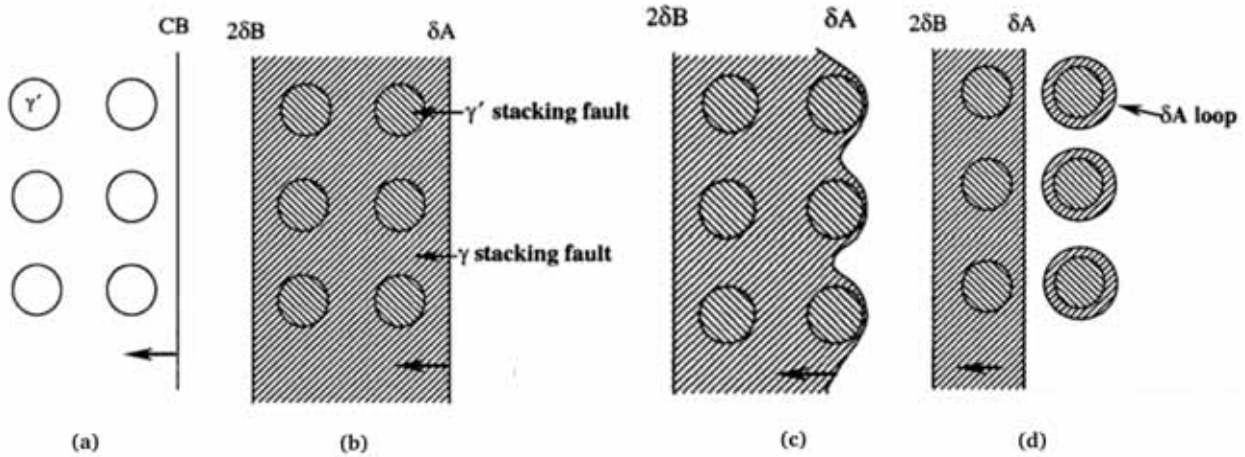 CB
γ′
(a)
2δB
δA
γ′ stacking fault
γ stacking fault
(b)
2δB
δA
(c)
2δB
δA
δA loop
(d)